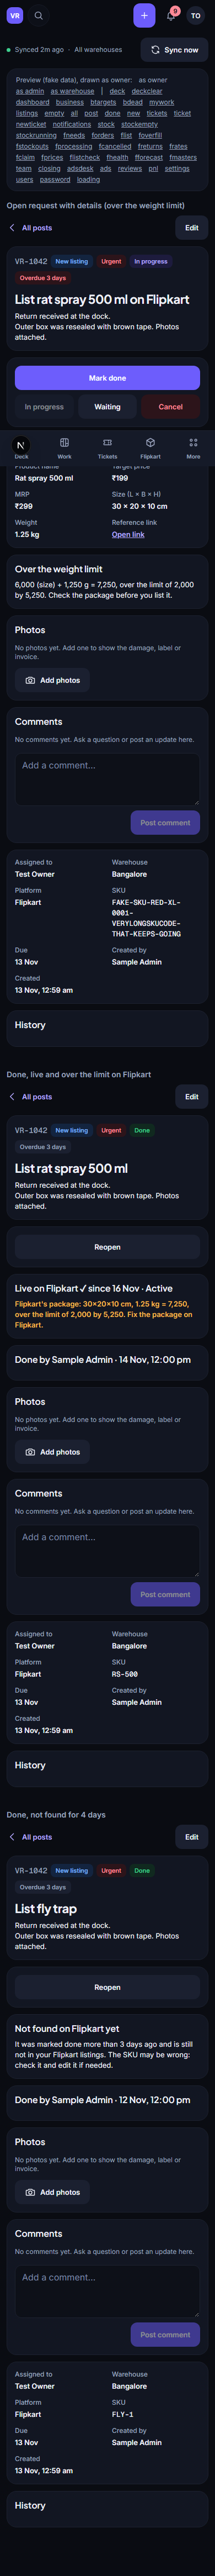 VR
9
TO
Synced 2m ago · All warehouses
Sync now
Preview (fake data), drawn as owner: as owner
as admin as warehouse | deck deckclear
dashboard business btargets bdead mywork
listings empty all post done new tickets ticket
newticket notifications stock stockempty
stockrunning fneeds forders flist foverfill
fstockouts fprocessing fcancelled freturns frates
fclaim fprices flistcheck fhealth fforecast fmasters
team closing adsdesk ads reviews pnl settings
users password loading
Open request with details (over the weight limit)
All posts
Edit
VR-1042 New listing Urgent In progress
Overdue 3 days
List rat spray 500 ml on Flipkart
Return received at the dock.
Outer box was resealed with brown tape. Photos
attached.
Mark done
In progress
Waiting
Cancel
N
Deck
Work
Tickets
Flipkart
More
Product name
Target price
Rat spray 500 ml
₹199
MRP
Size (L × B × H)
₹299
30 × 20 × 10 cm
Weight
Reference link
1.25 kg
Open link
Over the weight limit
6,000 (size) + 1,250 g = 7,250, over the limit of 2,000
by 5,250. Check the package before you list it.
Photos
No photos yet. Add one to show the damage, label or
invoice.
Add photos
Comments
No comments yet. Ask a question or post an update here.
Add a comment...
Post comment
Assigned to
Warehouse
Test Owner
Bangalore
Platform
SKU
Flipkart
FAKE-SKU-RED-XL-
0001-
VERYLONGSKUCODE-
THAT-KEEPS-GOING
Due
Created by
13 Nov
Sample Admin
Created
13 Nov, 12:59 am
History
Done, live and over the limit on Flipkart
All posts
Edit
VR-1042 New listing Urgent Done
Overdue 3 days
List rat spray 500 ml
Return received at the dock.
Outer box was resealed with brown tape. Photos
attached.
Reopen
Live on Flipkart ✓ since 16 Nov · Active
Flipkart's package: 30×20×10 cm, 1.25 kg = 7,250,
over the limit of 2,000 by 5,250. Fix the package on
Flipkart.
Done by Sample Admin · 14 Nov, 12:00 pm
Photos
No photos yet. Add one to show the damage, label or
invoice.
Add photos
Comments
No comments yet. Ask a question or post an update here.
Add a comment...
Post comment
Assigned to
Warehouse
Test Owner
Bangalore
Platform
SKU
Flipkart
RS-500
Due
Created by
13 Nov
Sample Admin
Created
13 Nov, 12:59 am
History
Done, not found for 4 days
All posts
Edit
VR-1042 New listing Urgent Done
Overdue 3 days
List fly trap
Return received at the dock.
Outer box was resealed with brown tape. Photos
attached.
Reopen
Not found on Flipkart yet
It was marked done more than 3 days ago and is still
not in your Flipkart listings. The SKU may be wrong:
check it and edit it if needed.
Done by Sample Admin · 12 Nov, 12:00 pm
Photos
No photos yet. Add one to show the damage, label or
invoice.
Add photos
Comments
No comments yet. Ask a question or post an update here.
Add a comment...
Post comment
Assigned to
Warehouse
Test Owner
Bangalore
Platform
SKU
Flipkart
FLY-1
Due
Created by
13 Nov
Sample Admin
Created
13 Nov, 12:59 am
History